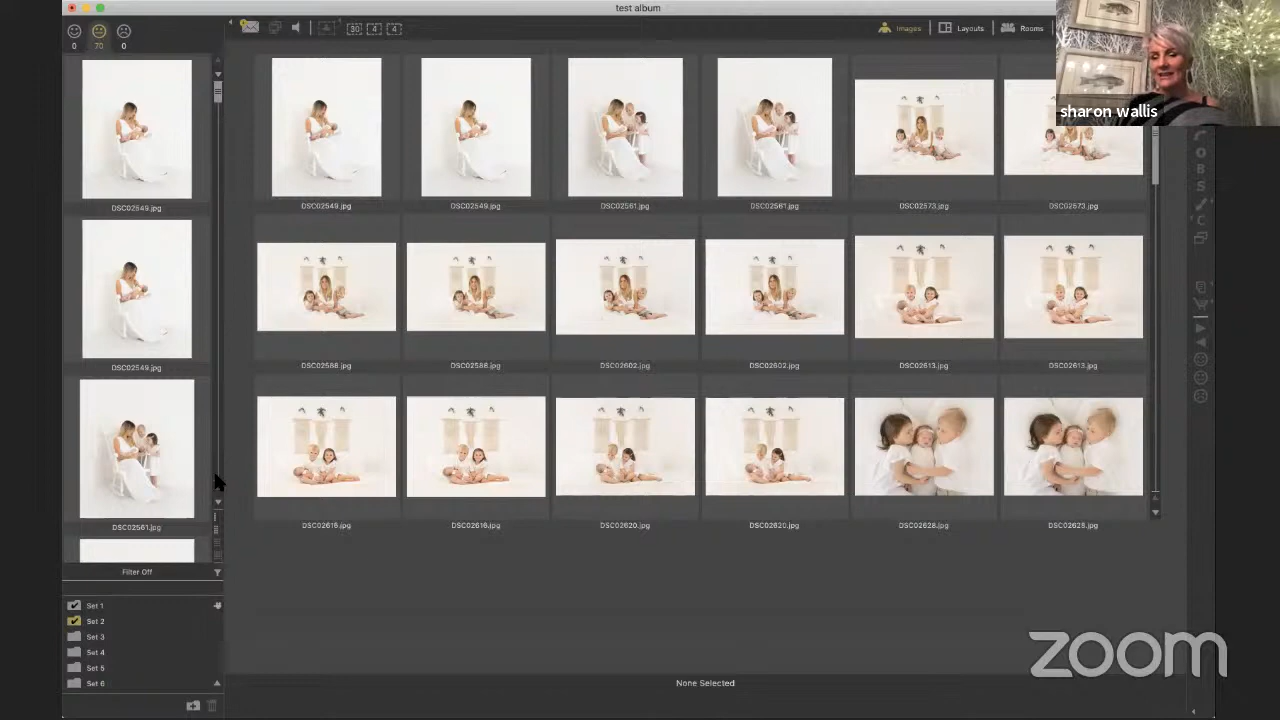 test album
0 70 0
30 4 4
Images Layouts Rooms
sharon wallis
DSC02549.jpg
DSC02549.jpg
DSC02561.jpg
DSC02549.jpg DSC02549.jpg DSC02561.jpg DSC02561.jpg DSC02573.jpg DSC02573.jpg
DSC02588.jpg DSC02588.jpg DSC02602.jpg DSC02602.jpg DSC02613.jpg DSC02613.jpg
DSC02616.jpg DSC02616.jpg DSC02620.jpg DSC02620.jpg DSC02628.jpg DSC02628.jpg
O
B
S
C
Filter Off
Set 1
Set 2
Set 3
Set 4
Set 5
Set 6
None Selected
zoom